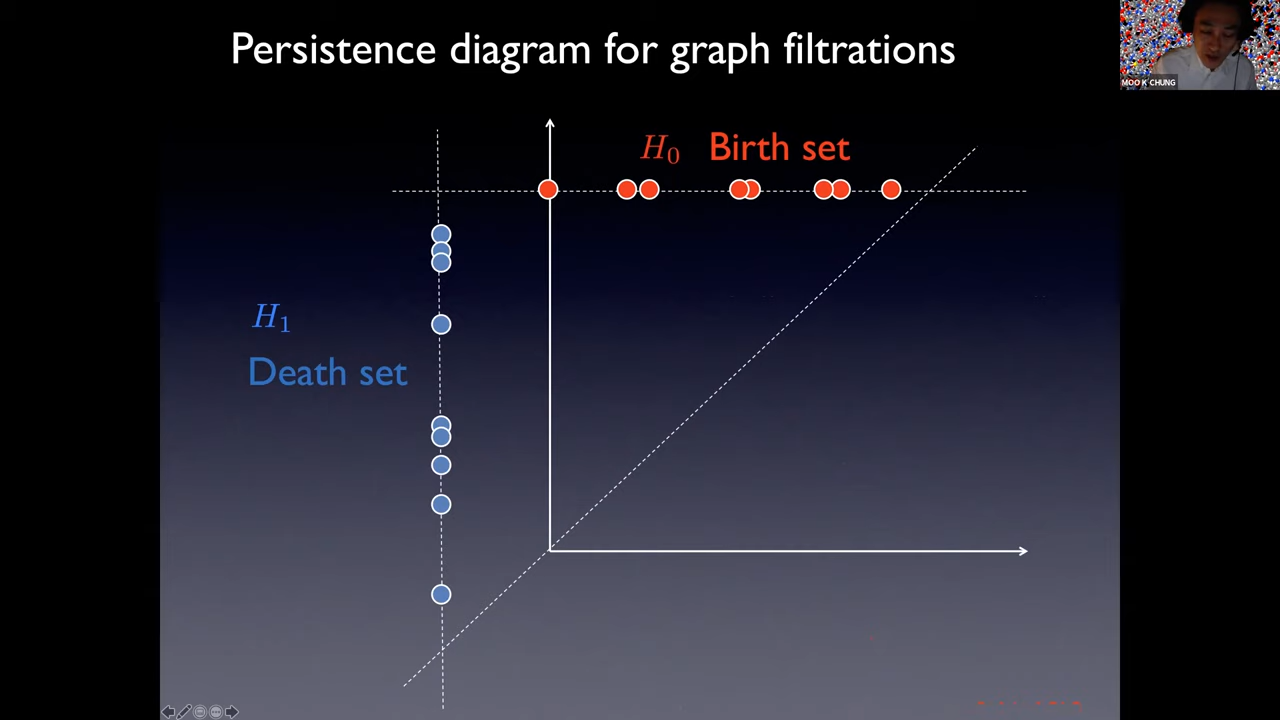 Persistence diagram for graph filtrations
MOO K CHUNG
H₀ Birth set
H₁
Death set